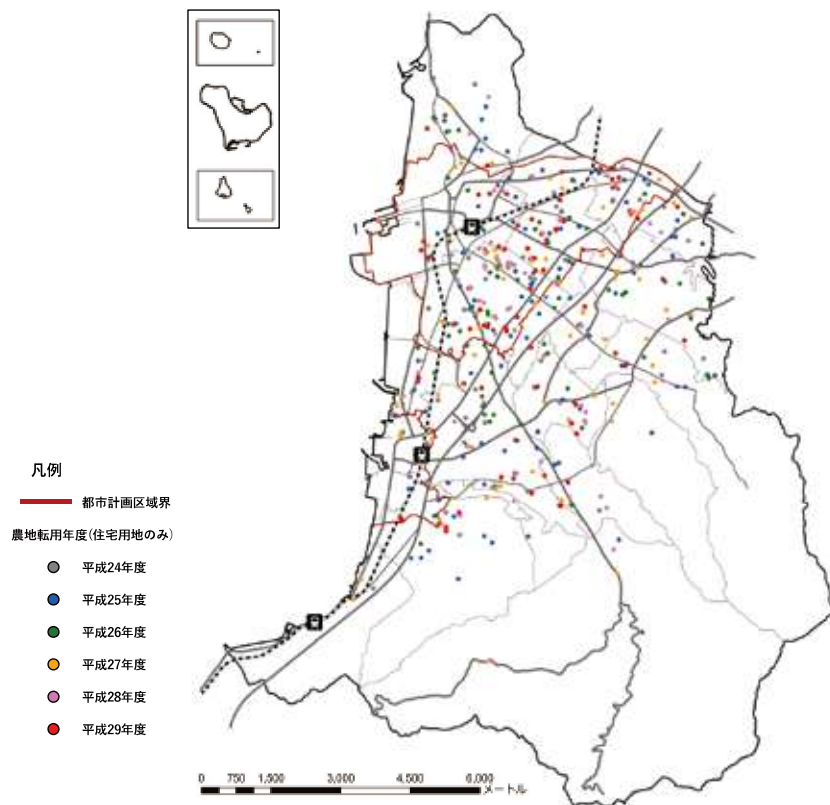 凡例
都市計画区域界
農地転用年度(住宅用地のみ)
平成24年度
平成25年度
平成26年度
平成27年度
平成28年度
平成29年度
0 750 1,500 3,000 4,500 6,000 メートル